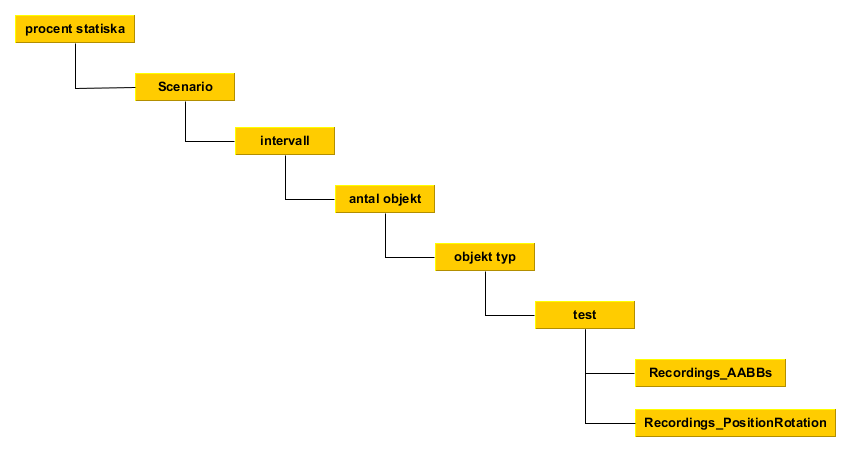 procent statiska
Scenario
intervall
antal objekt
objekt typ
test
Recordings_AABBs
Recordings_PositionRotation